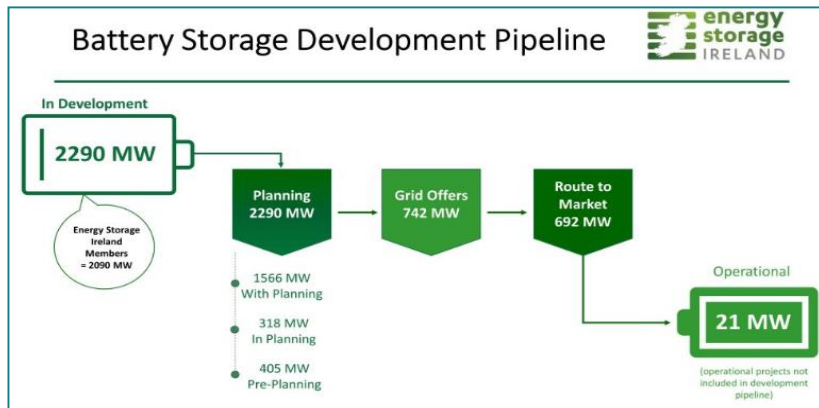 Battery Storage Development Pipeline
energy
storage
IRELAND
In Development
2290 MW
Energy Storage
Ireland
Members
= 2090 MW
Planning
2290 MW
Grid Offers
742 MW
Route to
Market
692 MW
1566 MW
With Planning
318 MW
In Planning
405 MW
Pre-Planning
Operational
21 MW
(operational projects not
included in development
pipeline)